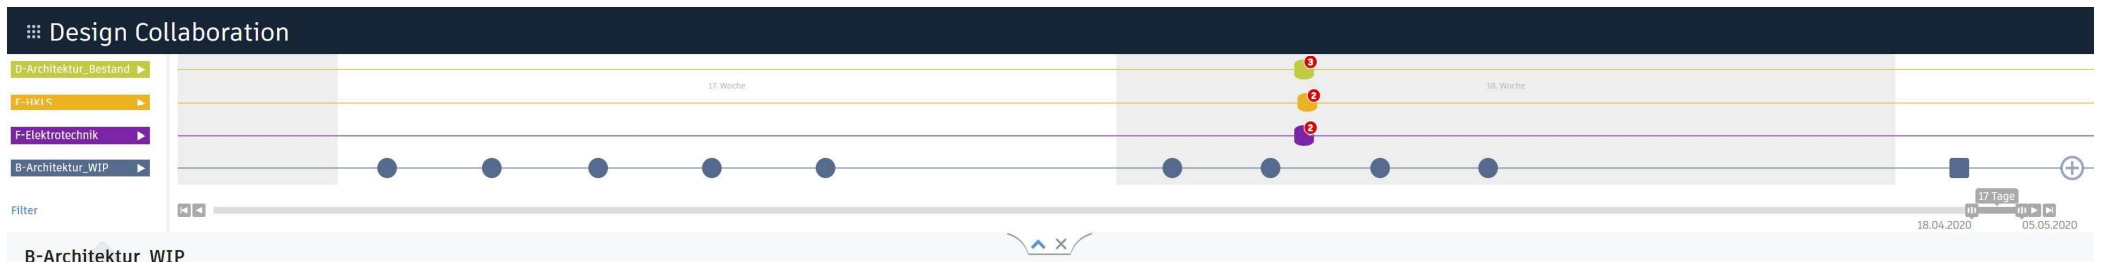 Design Collaboration
D-Architektur_Bestand
3
17. Woche
18. Woche
E-HKLS
2
F-Elektrotechnik
2
B-Architektur_WIP
Filter
17 Tage
18.04.2020
05.05.2020
B-Architektur_WIP